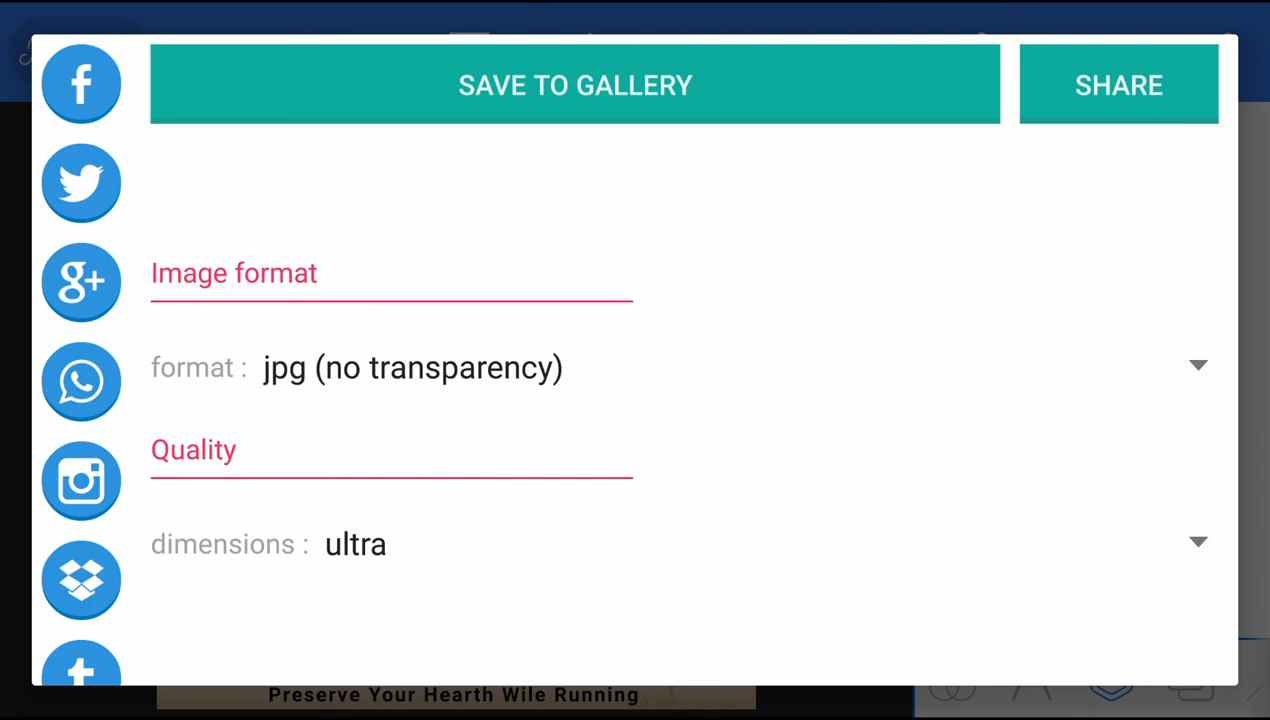 SAVE TO GALLERY
SHARE
Image format
format : jpg (no transparency)
Quality
dimensions : ultra
Preserve Your Hearth Wile Running